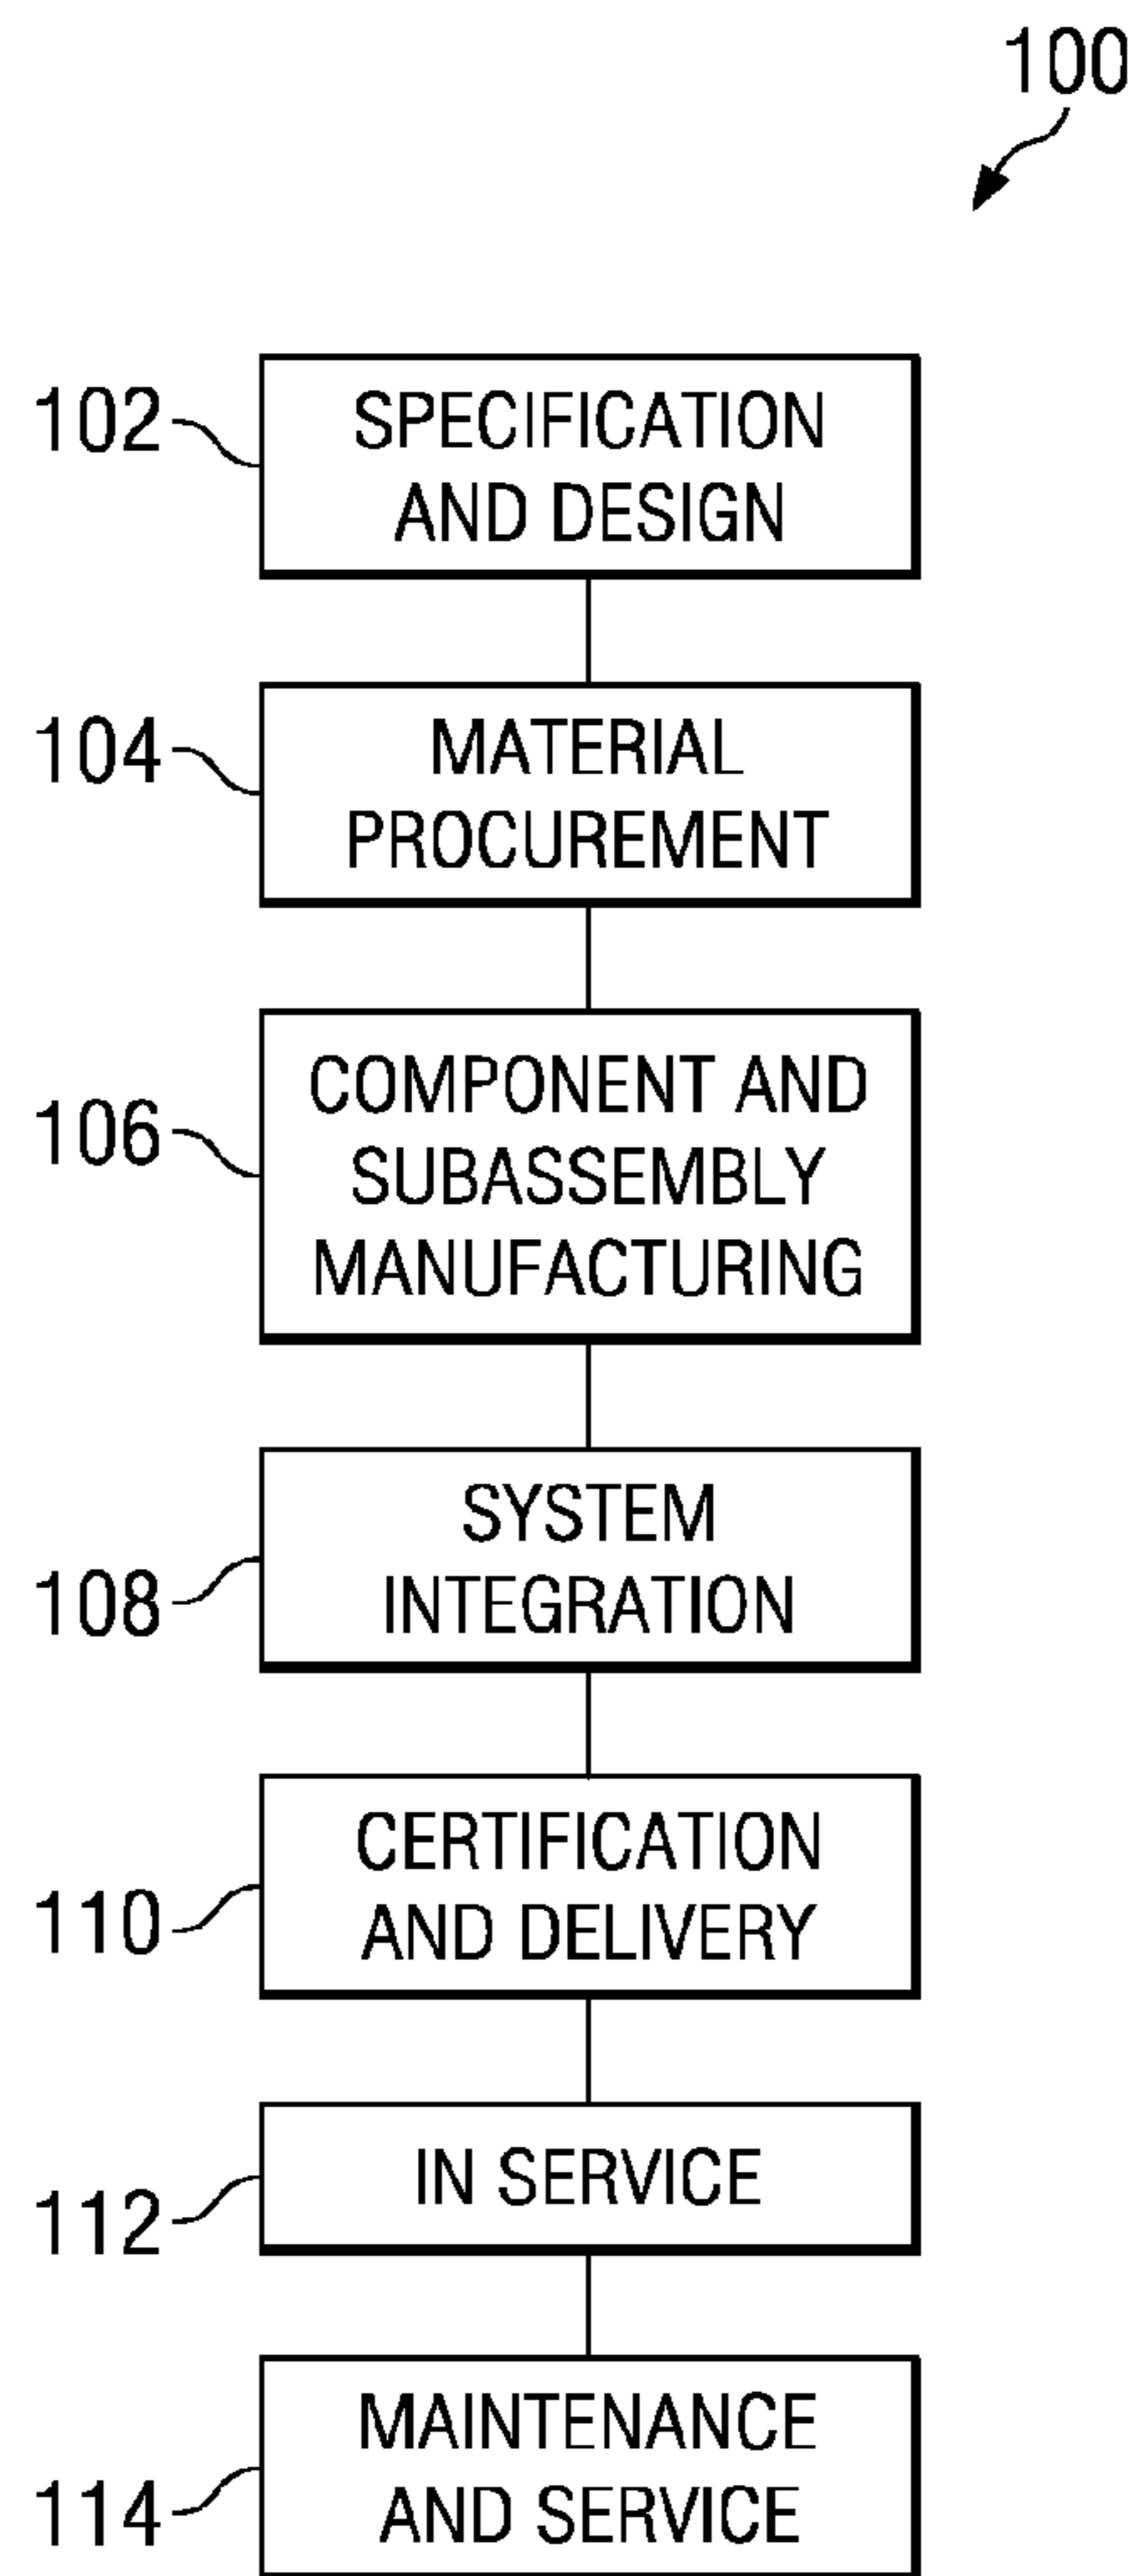 100
102
SPECIFICATION
AND DESIGN
104
MATERIAL
PROCUREMENT
106
COMPONENT AND
SUBASSEMBLY
MANUFACTURING
108
SYSTEM
INTEGRATION
110
CERTIFICATION
AND DELIVERY
112
IN SERVICE
114
MAINTENANCE
AND SERVICE